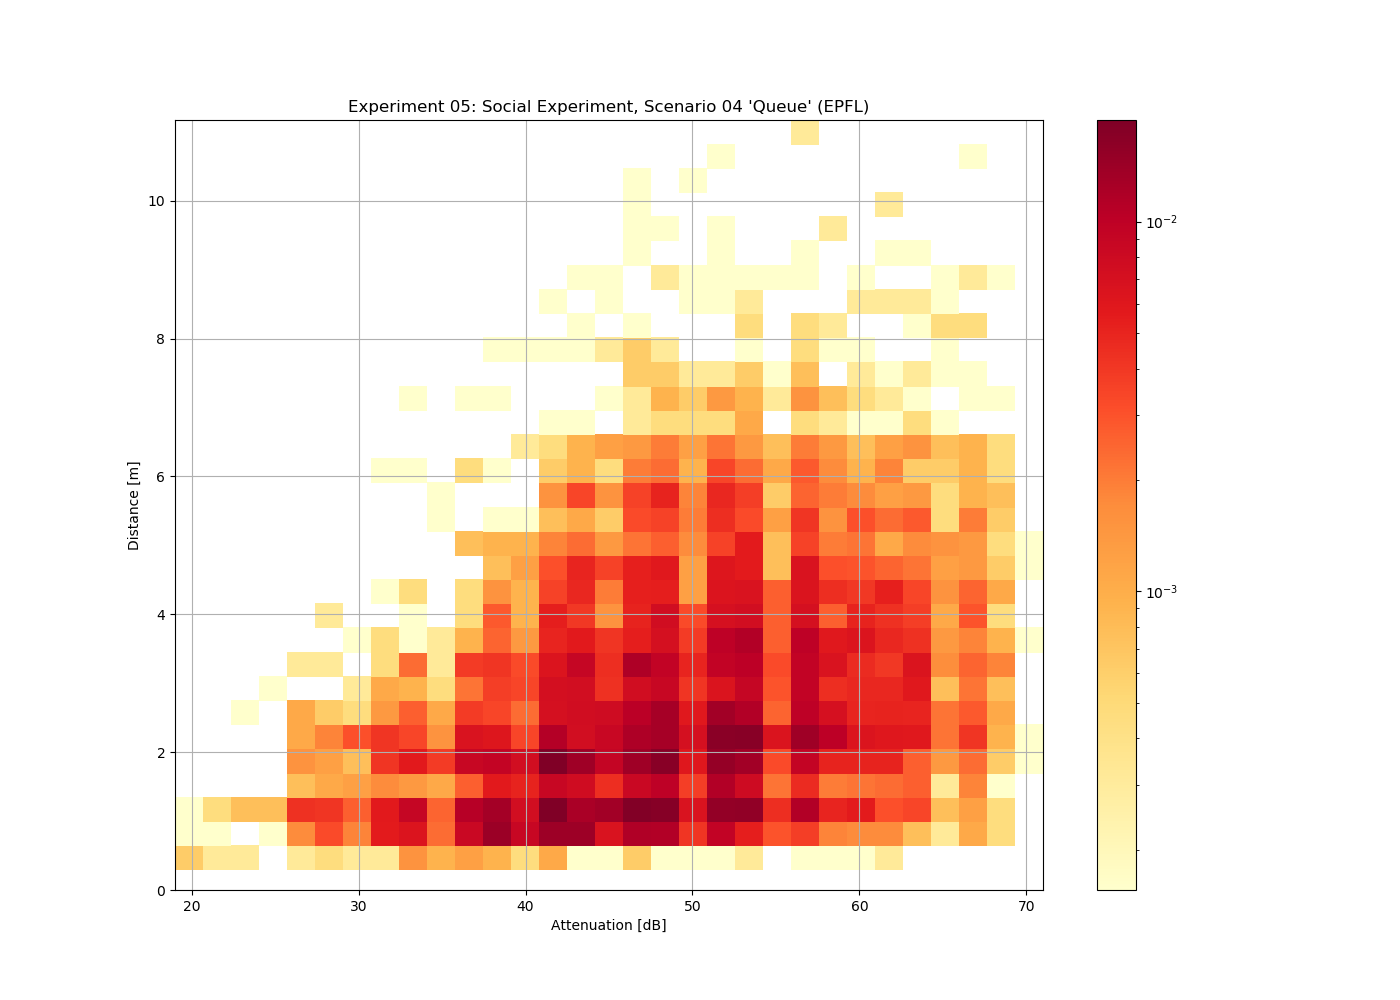 Experiment 05: Social Experiment, Scenario 04 'Queue' (EPFL)
10
8
6
4
2
0
Distance [m]
20 30 40 50 60 70
Attenuation [dB]
10⁻²
10⁻³